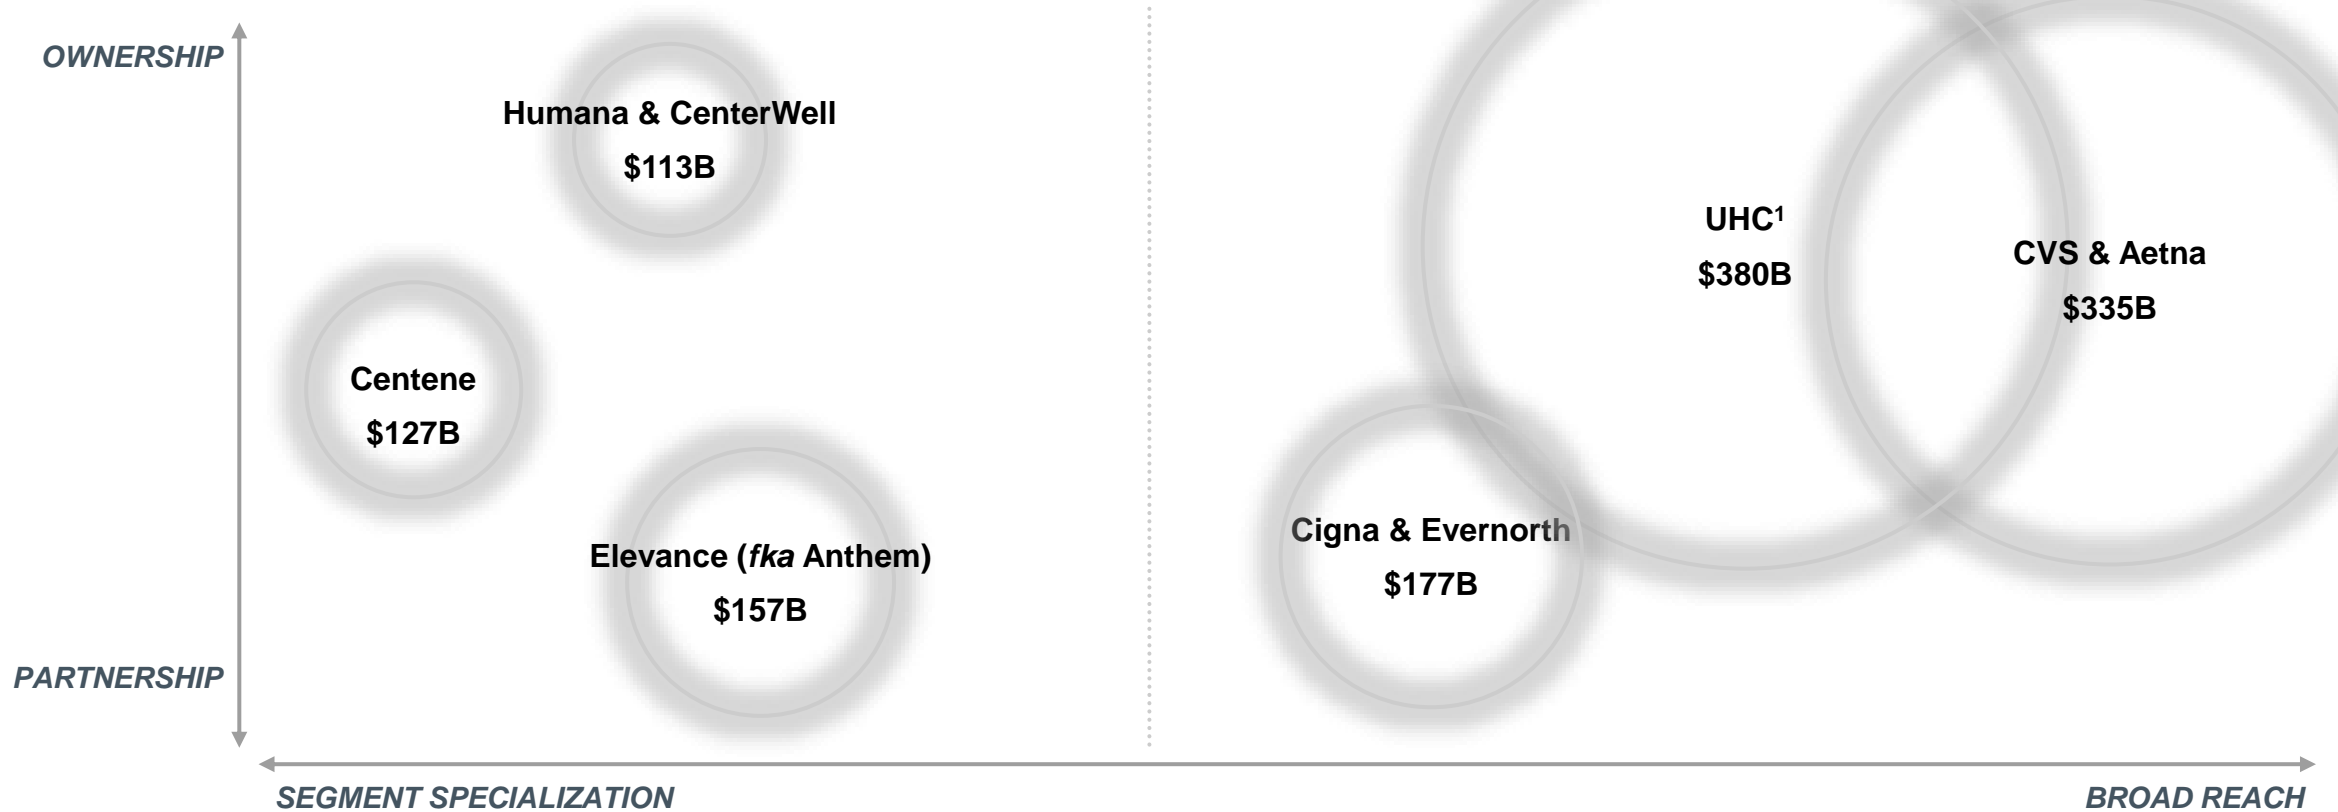 OWNERSHIP
Humana & CenterWell
$113B
UHC¹
$380B
CVS & Aetna
$335B
Centene
$127B
Cigna & Evernorth
$177B
Elevance (fka Anthem)
$157B
PARTNERSHIP
SEGMENT SPECIALIZATION
BROAD REACH